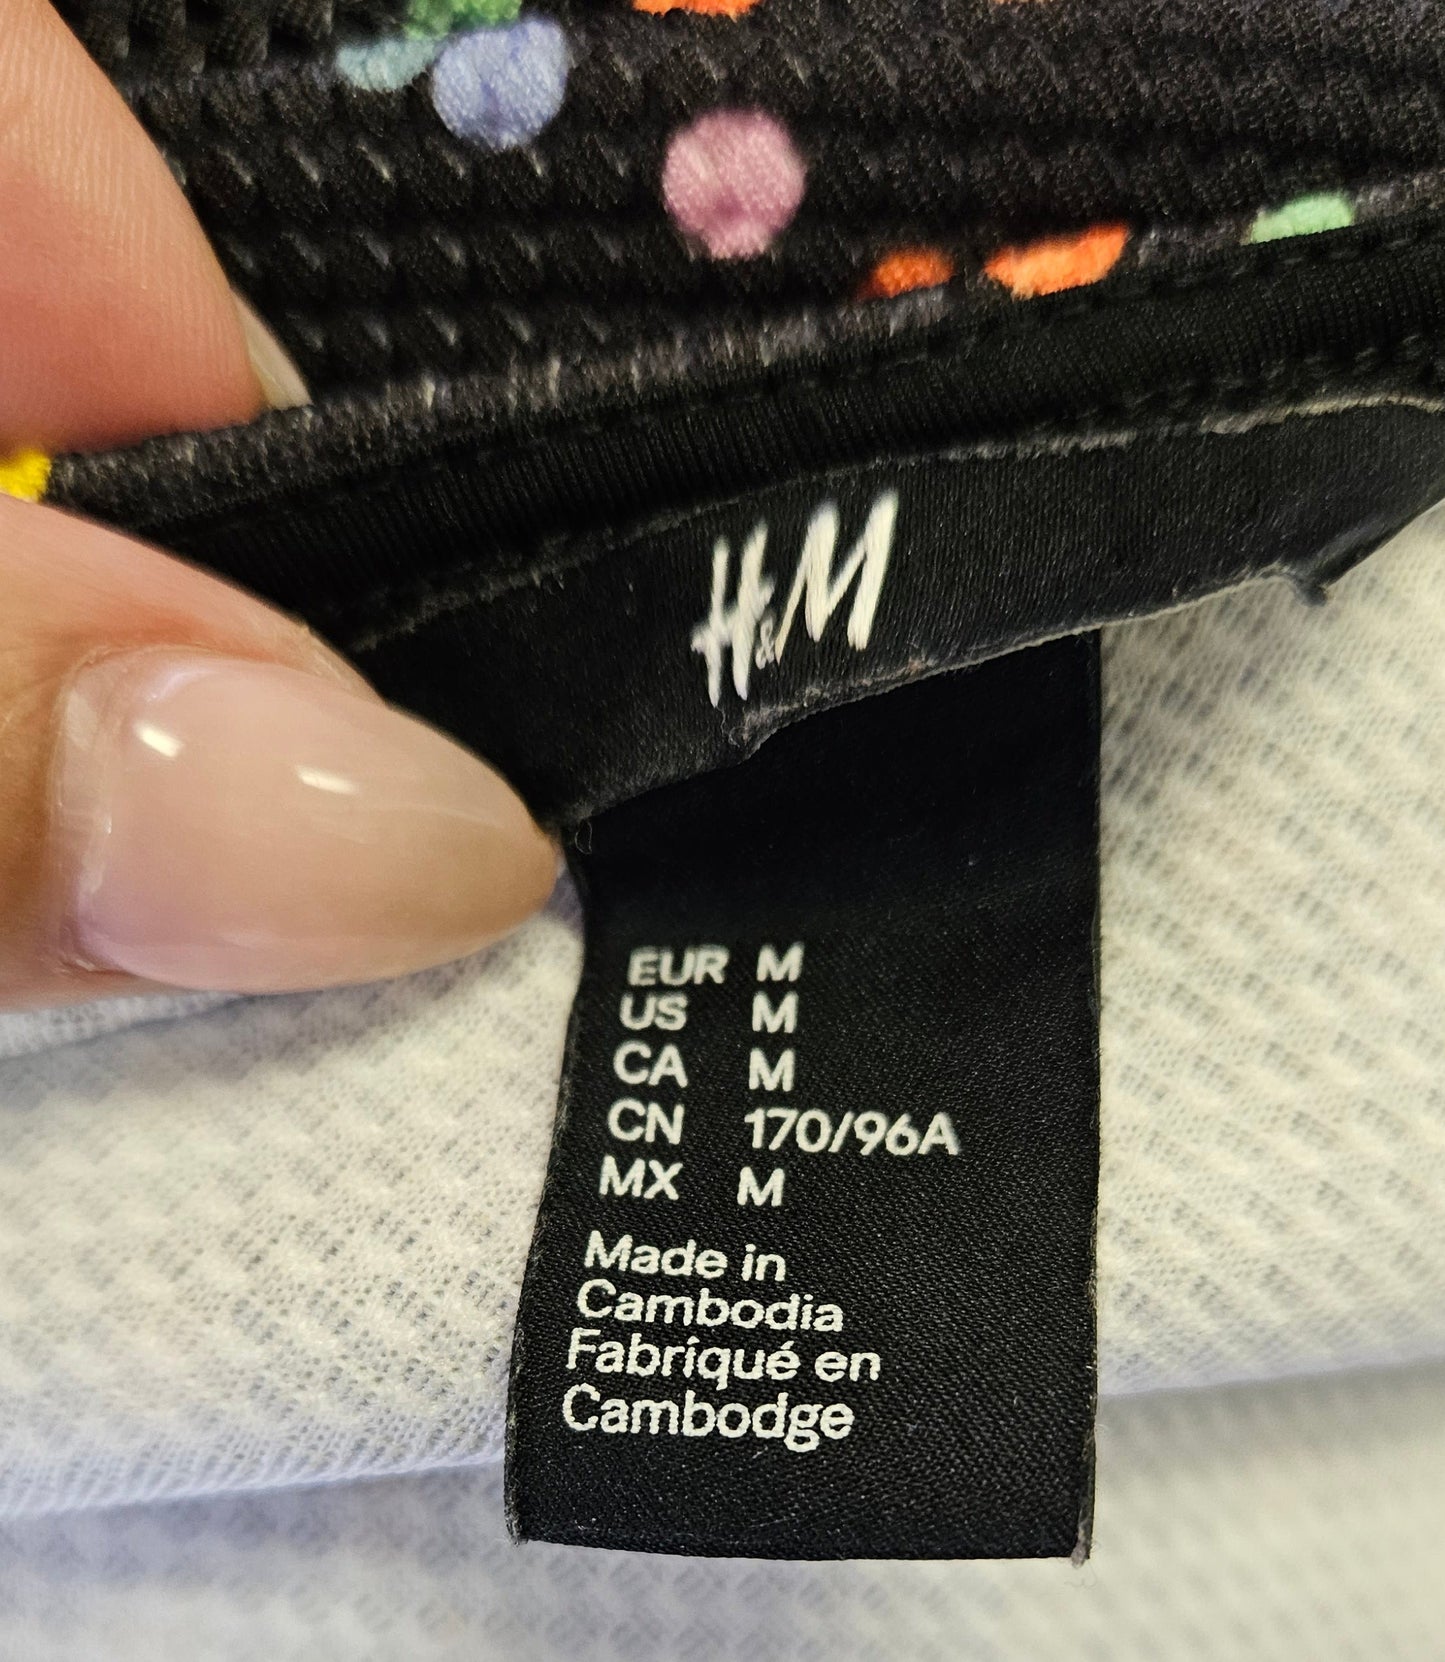 H&M
EUR M
US M
CA M
CN 170/96A
MX M
Made in
Cambodia
Fabriqué en
Cambodge